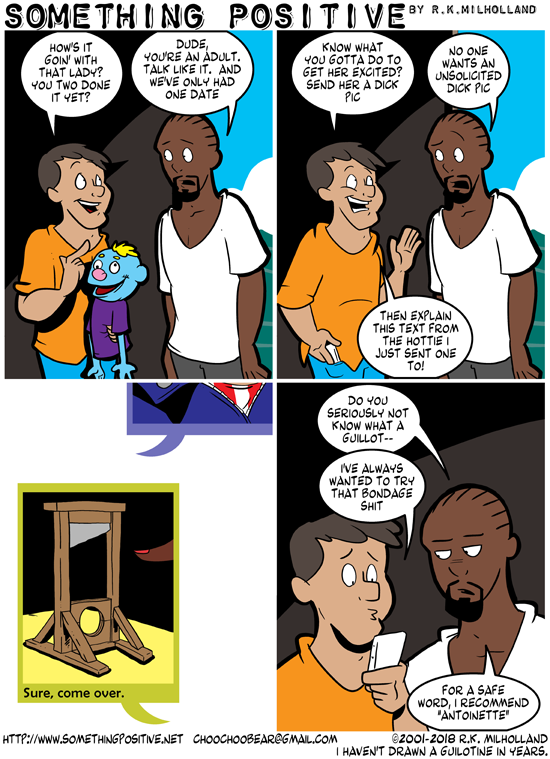 SOMETHING POSITIVE BY R.K.MILHOLLAND
HOW'S IT
GOIN' WITH
THAT LADY?
YOU TWO DONE
IT YET?
DUDE,
YOU'RE AN ADULT.
TALK LIKE IT. AND
WE'VE ONLY HAD
ONE DATE
KNOW WHAT
YOU GOTTA DO TO
GET HER EXCITED?
SEND HER A DICK
PIC
NO ONE
WANTS AN
UNSOLICITED
DICK PIC
THEN EXPLAIN
THIS TEXT FROM
THE HOTTIE I
JUST SENT ONE
TO!
Sure, come over.
DO YOU
SERIOUSLY NOT
KNOW WHAT A
GUILLOT--
I'VE ALWAYS
WANTED TO TRY
THAT BONDAGE
SHIT
FOR A SAFE
WORD, I RECOMMEND
"ANTOINETTE"
HTTP://WWW.SOMETHINGPOSITIVE.NET CHOOCHOOBEAR@GMAIL.COM ©2001-2018 R.K. MILHOLLAND
I HAVEN'T DRAWN A GUILOTINE IN YEARS.